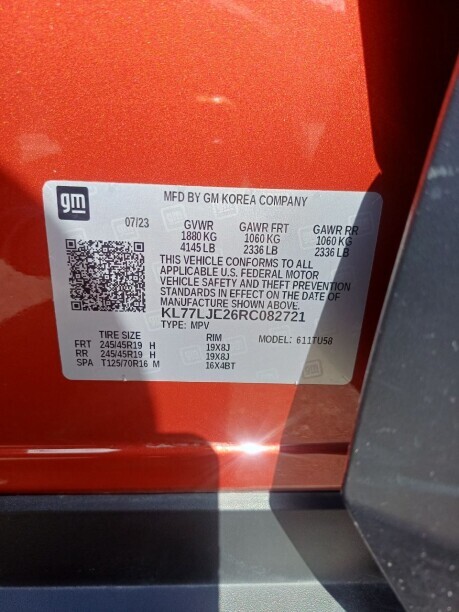 gm
MFD BY GM KOREA COMPANY
07/23 GVWR GAWR FRT GAWR RR
1880 KG 1060 KG 1060 KG
4145 LB 2336 LB 2336 LB
THIS VEHICLE CONFORMS TO ALL
APPLICABLE U.S. FEDERAL MOTOR
VEHICLE SAFETY AND THEFT PREVENTION
STANDARDS IN EFFECT ON THE DATE OF
MANUFACTURE SHOWN ABOVE.
KL77LJE26RC082721
TYPE: MPV MODEL: 611TU58
TIRE SIZE RIM
FRT 245/45R19 H 19X8J
RR 245/45R19 H 19X8J
SPA T125/70R16 M 16X4BT